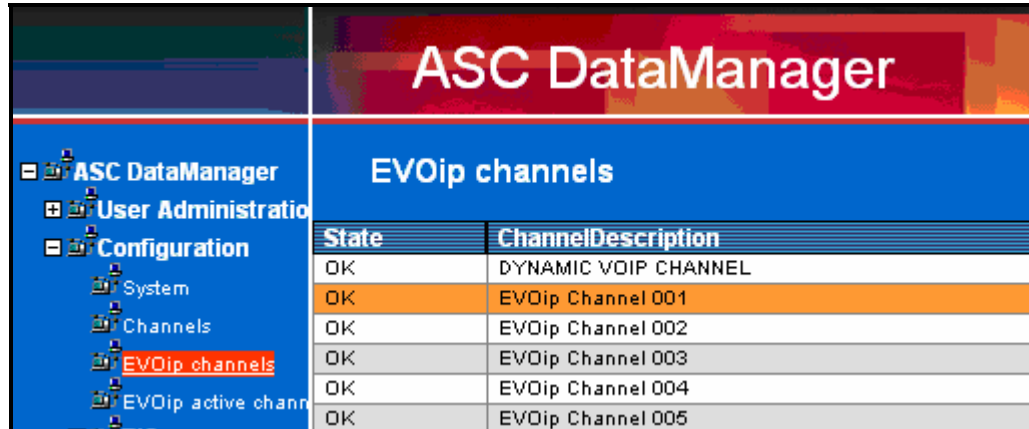 ASC DataManager
ASC DataManager
User Administratio
Configuration
System
Channels
EVOip channels
EVOip active chann
EVOip channels
State ChannelDescription
OK DYNAMIC VOIP CHANNEL
OK EVOip Channel 001
OK EVOip Channel 002
OK EVOip Channel 003
OK EVOip Channel 004
OK EVOip Channel 005